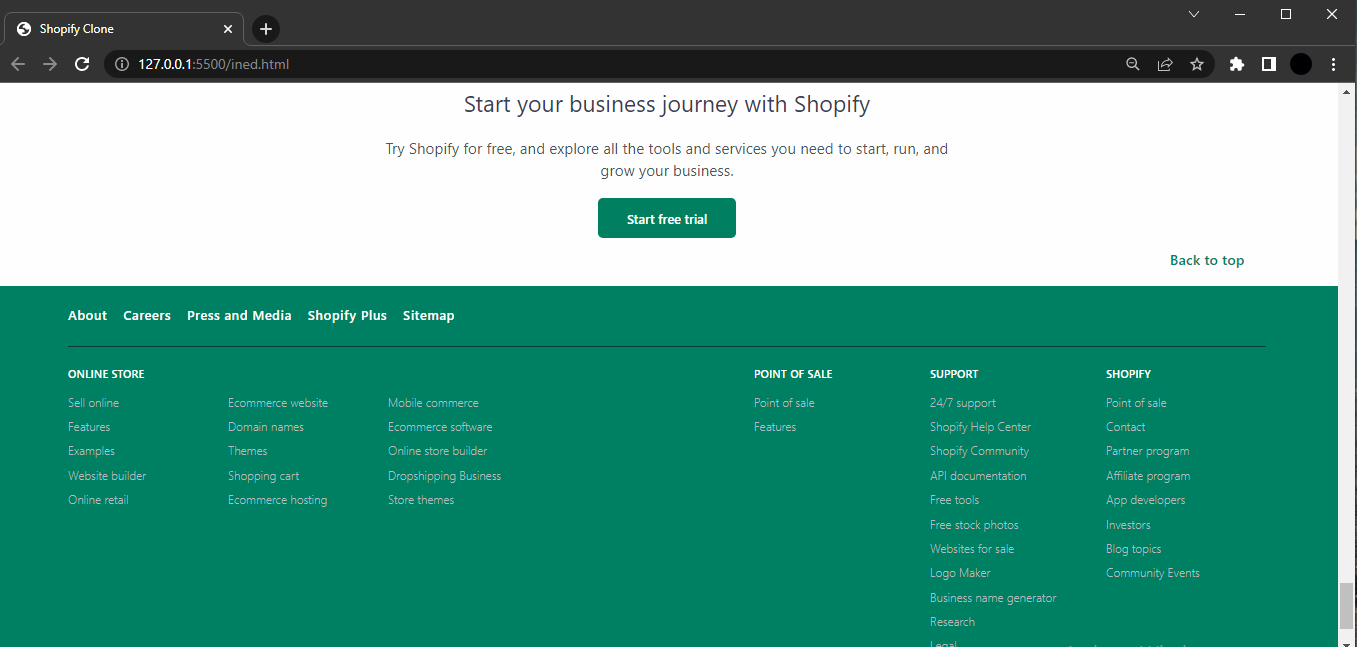 Shopify Clone
127.0.0.1:5500/ined.html
Start your business journey with Shopify
Try Shopify for free, and explore all the tools and services you need to start, run, and
grow your business.
Start free trial
Back to top
About Careers Press and Media Shopify Plus Sitemap
ONLINE STORE
Sell online
Features
Examples
Website builder
Online retail
Ecommerce website
Domain names
Themes
Shopping cart
Ecommerce hosting
Mobile commerce
Ecommerce software
Online store builder
Dropshipping Business
Store themes
POINT OF SALE
Point of sale
Features
SUPPORT
24/7 support
Shopify Help Center
Shopify Community
API documentation
Free tools
Free stock photos
Websites for sale
Logo Maker
Business name generator
Research
Legal
SHOPIFY
Point of sale
Contact
Partner program
Affiliate program
App developers
Investors
Blog topics
Community Events